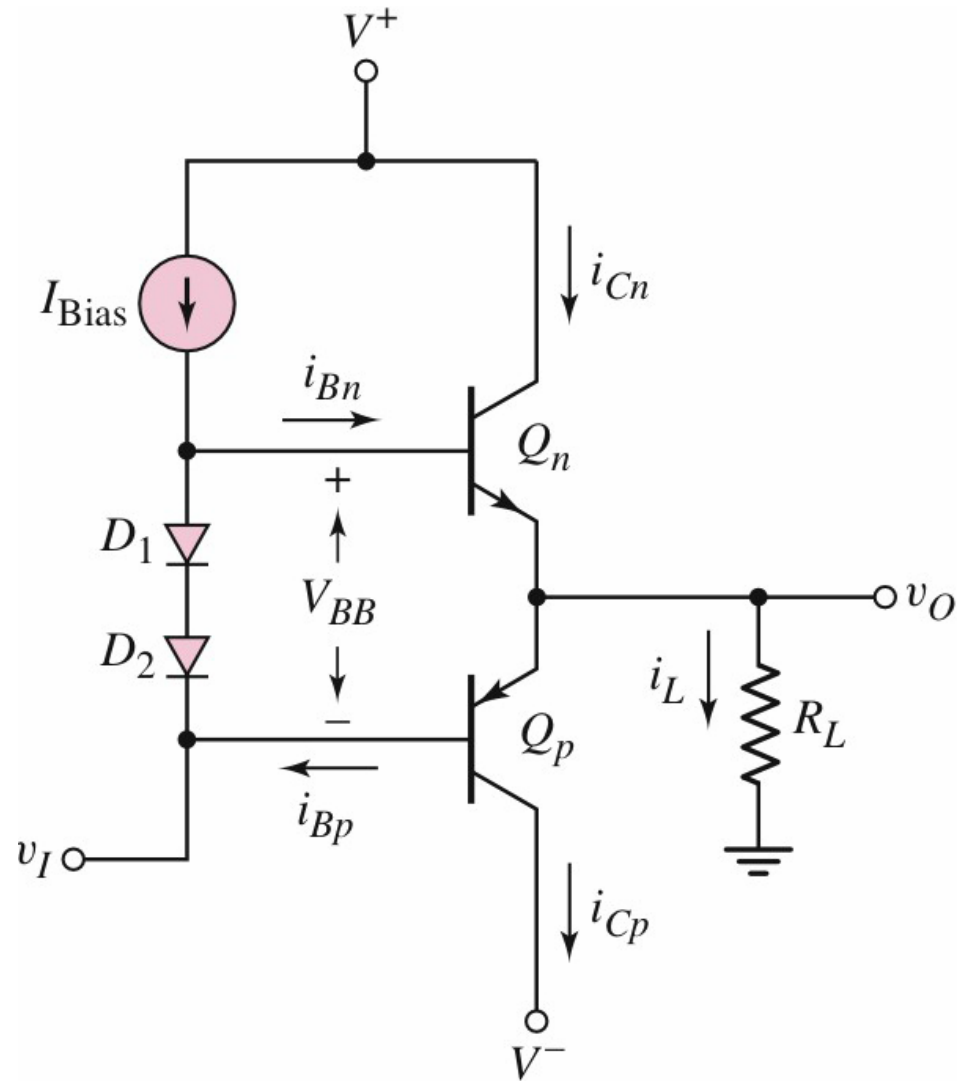 V⁺
I_Bias
i_Cn
i_Bn
Q_n
+
D₁
V_BB
D₂
−
v_O
i_L
R_L
Q_p
i_Bp
v_I
i_Cp
V⁻